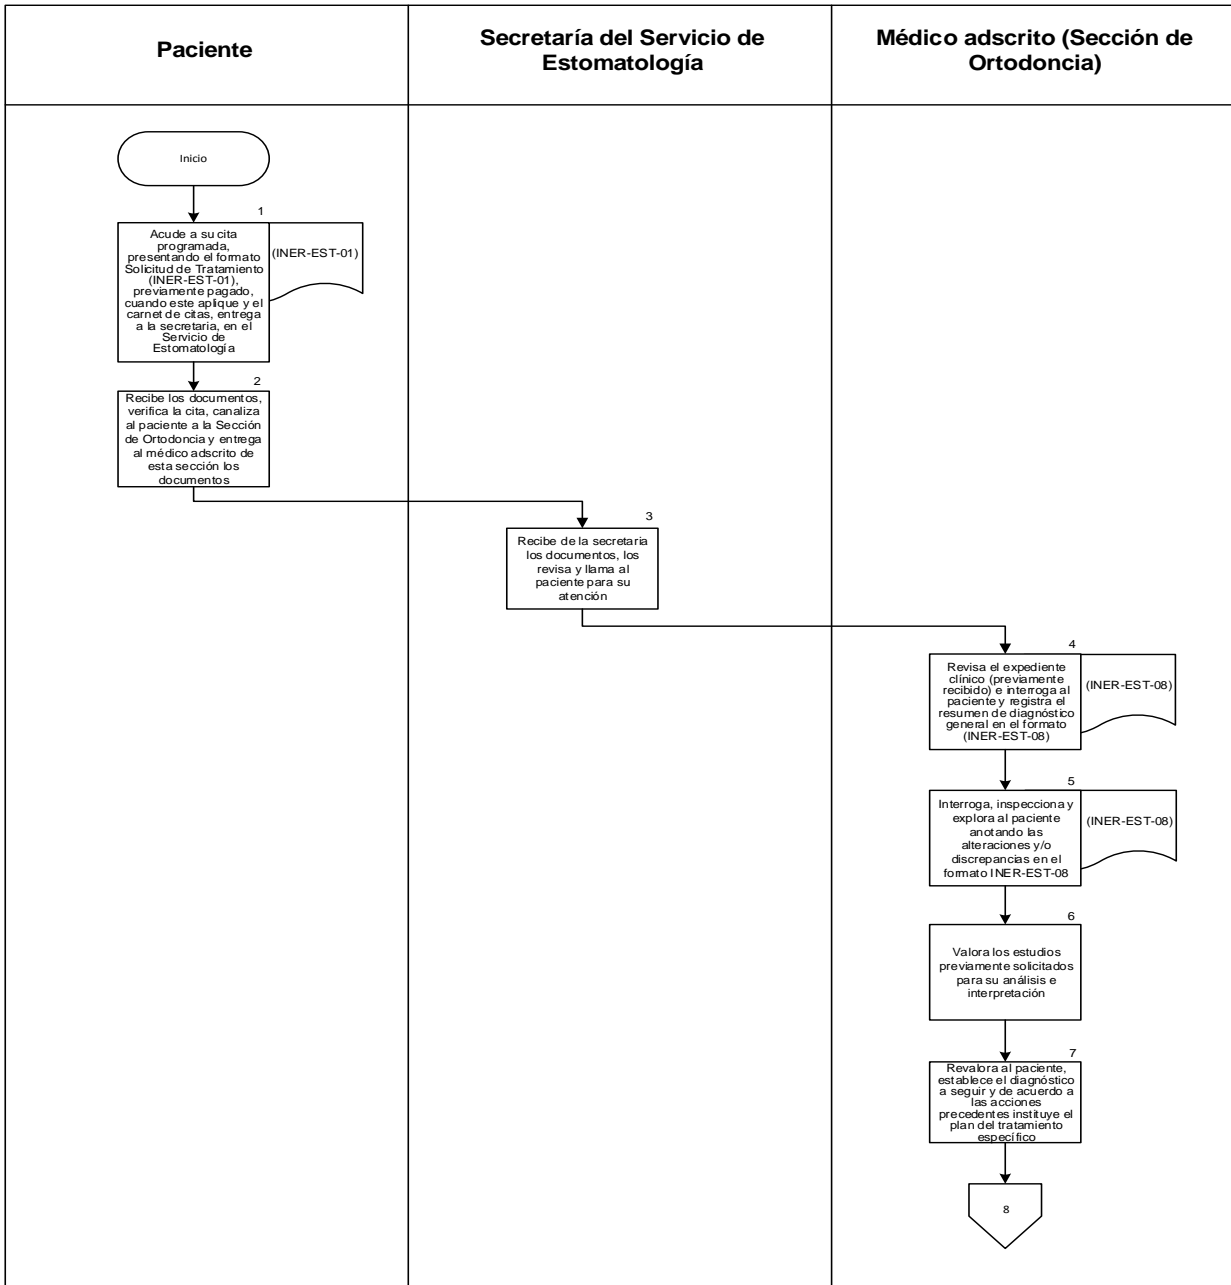 Paciente
Secretaría del Servicio de
Estomatología
Médico adscrito (Sección de
Ortodoncia)
Inicio
1
Acude a su cita
programada,
presentando el formato
Solicitud de Tratamiento
(INER-EST-01),
previamente pagado,
cuando este aplique y el
carnet de citas, entrega
a la secretaria, en el
Servicio de
Estomatología
(INER-EST-01)
2
Recibe los documentos,
verifica la cita, canaliza
al paciente a la Sección
de Ortodoncia y entrega
al médico adscrito de
esta sección los
documentos
3
Recibe de la secretaria
los documentos, los
revisa y llama al
paciente para su
atención
4
Revisa el expediente
clínico (previamente
recibido) e interroga al
paciente y registra el
resumen de diagnóstico
general en el formato
(INER-EST-08)
(INER-EST-08)
5
Interroga, inspecciona y
explora al paciente
anotando las
alteraciones y/o
discrepancias en el
formato INER-EST-08
(INER-EST-08)
6
Valora los estudios
previamente solicitados
para su análisis e
interpretación
7
Revalora al paciente,
establece el diagnóstico
a seguir y de acuerdo a
las acciones
precedentes instituye el
plan del tratamiento
específico
8